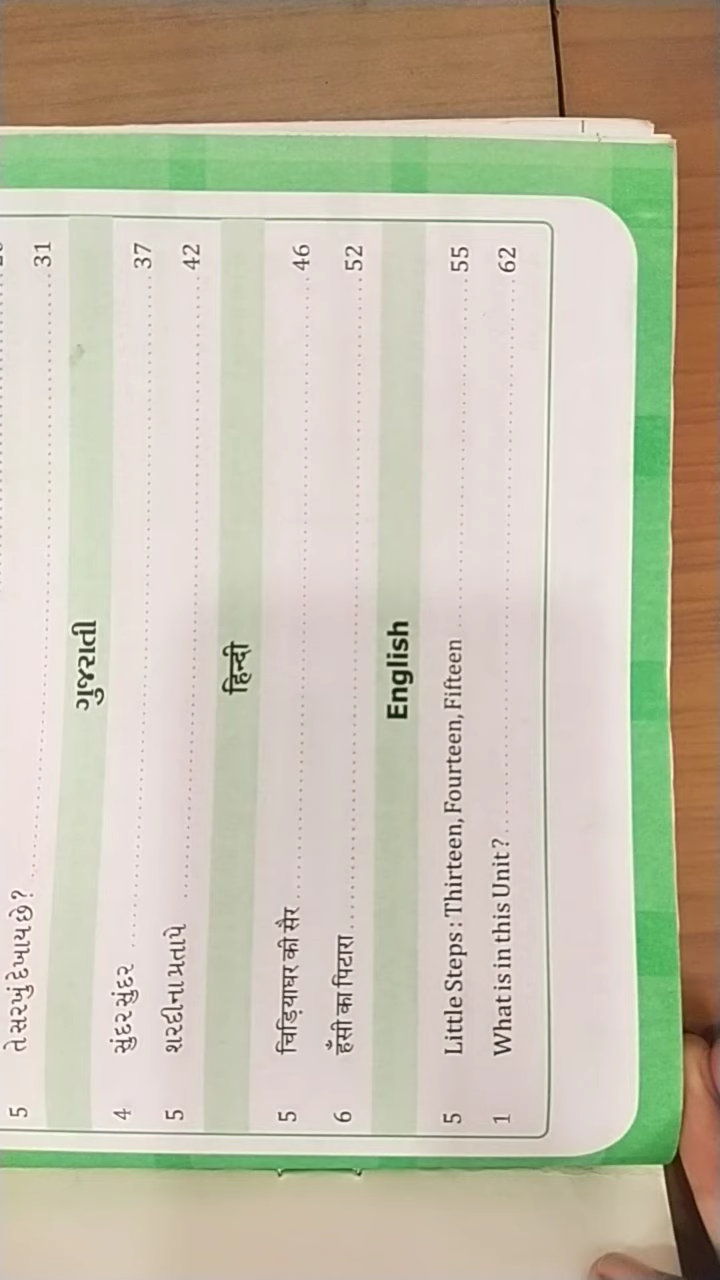 5 તે સરખું દેખાય છે? 31
ગુજરાતી
4 સુંદર સુંદર 37
5 શરદીના પ્રતાપે 42
हिन्दी
5 चिड़ियाघर की सैर 46
6 हँसी का पिटारा 52
English
5 Little Steps : Thirteen, Fourteen, Fifteen 55
1 What is in this Unit ? 62